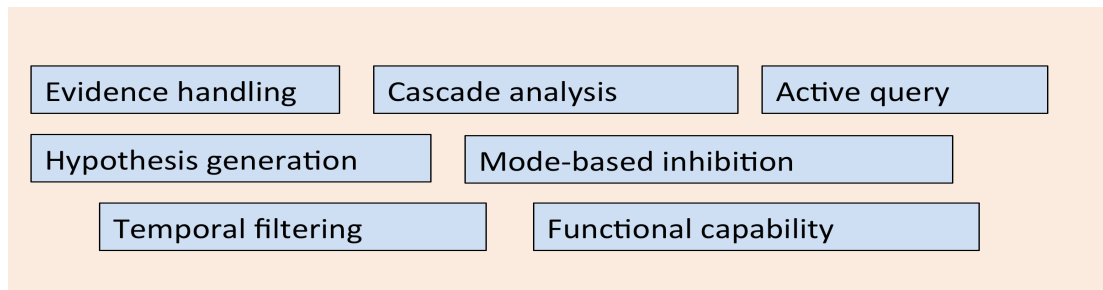 Evidence handling
Cascade analysis
Active query
Hypothesis generation
Mode-based inhibition
Temporal filtering
Functional capability